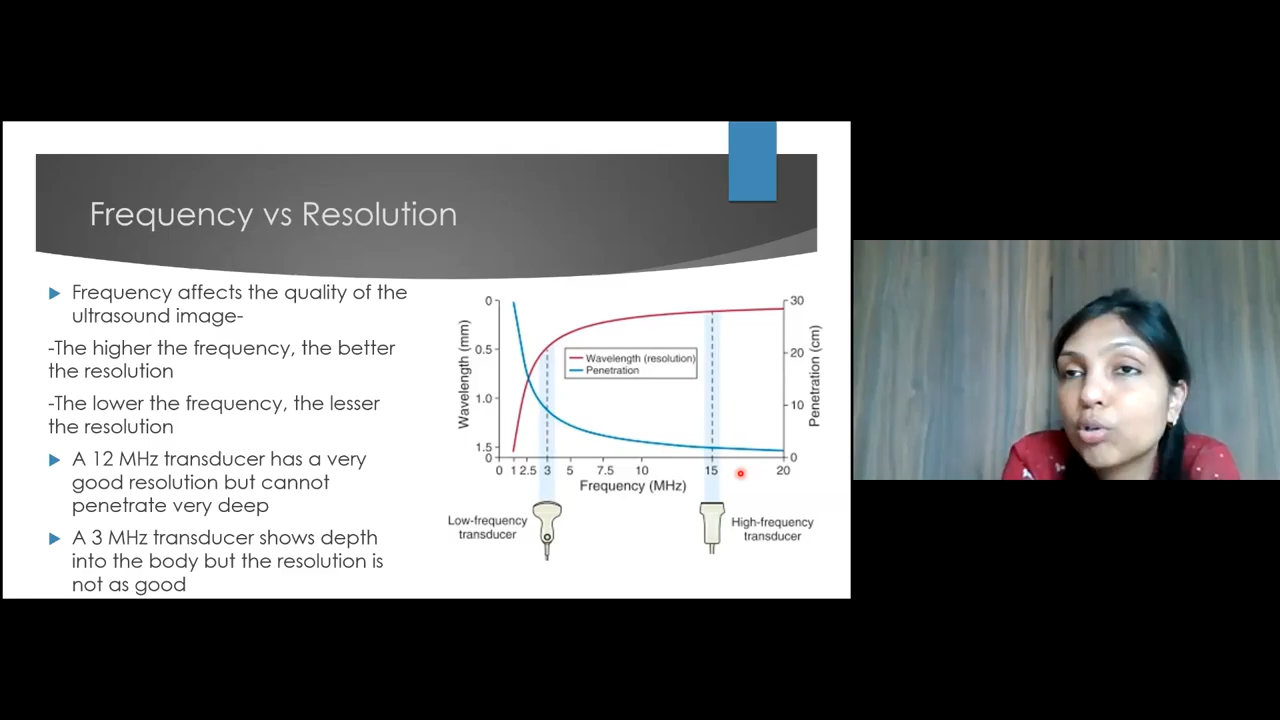 Frequency vs Resolution
Frequency affects the quality of the
ultrasound image-
-The higher the frequency, the better
the resolution
-The lower the frequency, the lesser
the resolution
A 12 MHz transducer has a very
good resolution but cannot
penetrate very deep
A 3 MHz transducer shows depth
into the body but the resolution is
not as good
Wavelength (mm)
0
0.5
1.0
1.5
0
Wavelength (resolution)
Penetration
30
20
10
0
Penetration (cm)
0 1 2.5 3 5 7.5 10 15 20
Frequency (MHz)
Low-frequency
transducer
High-frequency
transducer